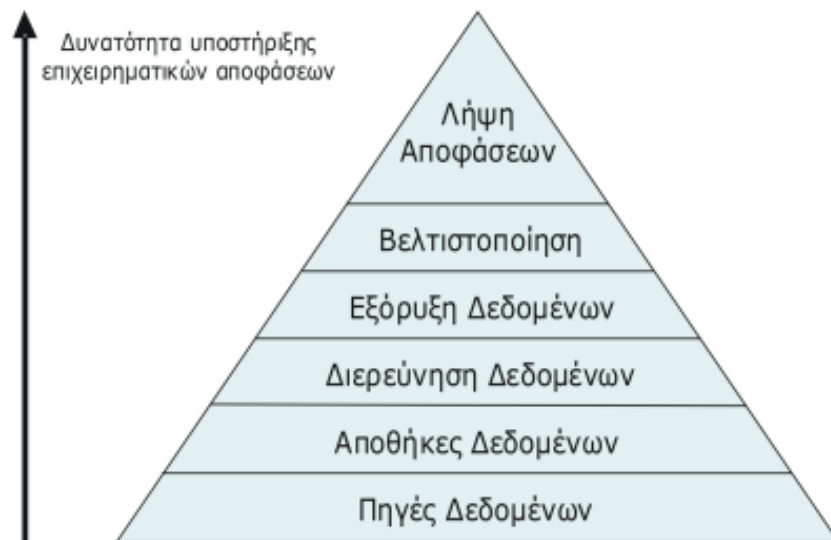 Δυνατότητα υποστήριξης
επιχειρηματικών αποφάσεων
Λήψη
Αποφάσεων
Βελτιστοποίηση
Εξόρυξη Δεδομένων
Διερεύνηση Δεδομένων
Αποθήκες Δεδομένων
Πηγές Δεδομένων